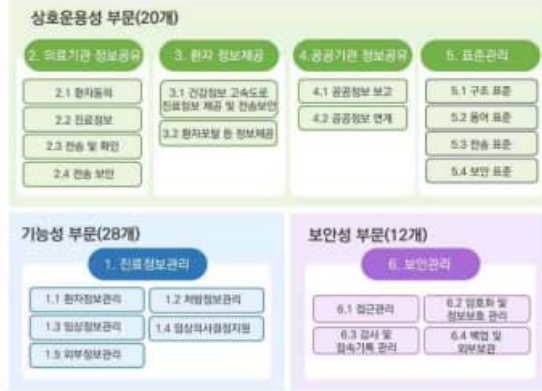 상호운용성 부문(20개)
2. 의료기관 정보공유
3. 환자 정보제공
4.공공기관 정보공유
5. 표준관리
2.1 환자동의
2.2 진료정보
2.3 전송 및 확인
2.4 전송 보안
3.1 건강정보 고속도로
진료정보 제공 및 전송보안
3.2 환자포털 등 정보제공
4.1 공공정보 보고
4.2 공공정보 연계
5.1 구조 표준
5.2 용어 표준
5.3 전송 표준
5.4 보안 표준
기능성 부문(28개)
1. 진료정보관리
1.1 환자정보관리
1.2 처방정보관리
1.3 임상정보관리
1.4 임상의사결정지원
1.5 외부정보관리
보안성 부문(12개)
6. 보안관리
6.1 접근관리
6.2 암호화 및
정보보호 관리
6.3 감사 및
접속기록 관리
6.4 백업 및
외부보관